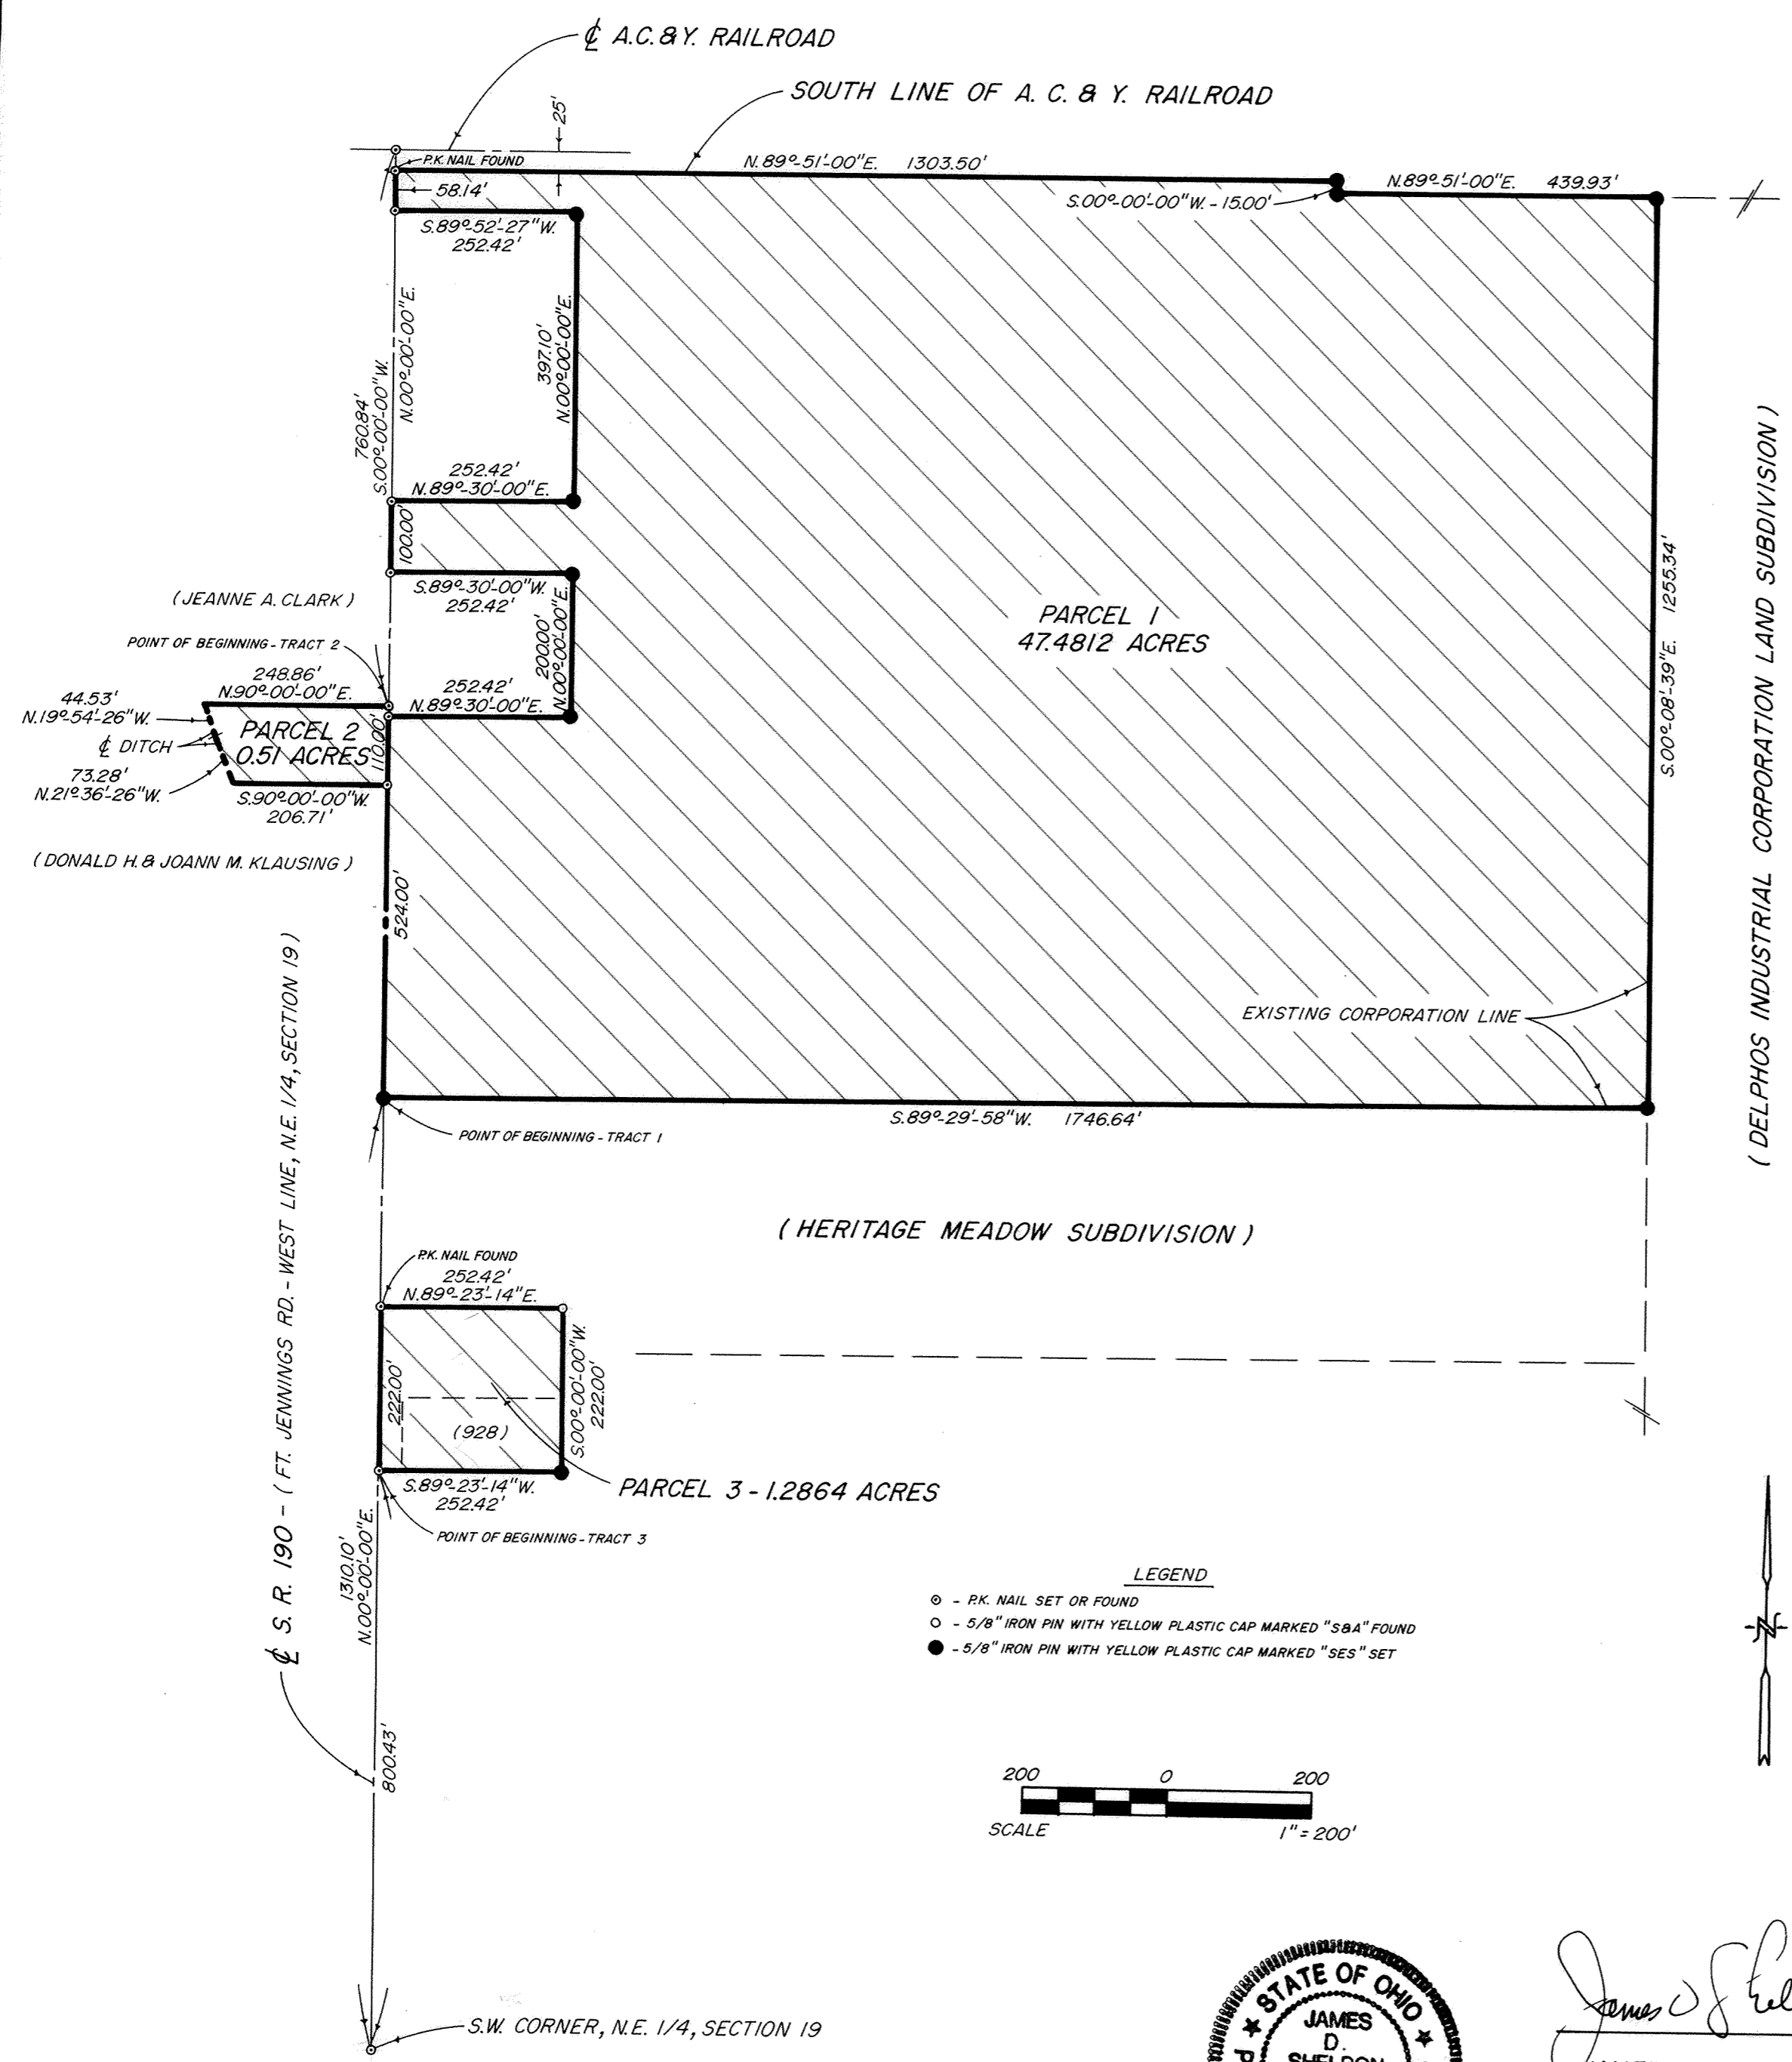 ℄ A.C.&Y. RAILROAD
SOUTH LINE OF A. C. & Y. RAILROAD
25'
P.K. NAIL FOUND
N.89°-51'-00"E. 1303.50'
N.89°-51'-00"E. 439.93'
58.14'
S.00°-00'-00"W. - 15.00'
S.89°-52'-27"W.
252.42'
N.00°-00'-00"E.
397.10'
N.00°-00'-00"E.
760.84'
S.00°-00'-00"W.
252.42'
N.89°-30'-00"E.
100.00'
S.89°-30'-00"W.
252.42'
200.00'
N.00°-00'-00"E.
(JEANNE A. CLARK)
POINT OF BEGINNING - TRACT 2
248.86'
N.90°-00'-00"E.
252.42'
N.89°-30'-00"E.
44.53'
N.19°-54'-26"W.
℄ DITCH
73.28'
N.21°-36'-26"W.
PARCEL 2
0.51 ACRES
110.00'
S.90°-00'-00"W.
206.71'
(DONALD H. & JOANN M. KLAUSING)
524.00'
PARCEL 1
47.4812 ACRES
S.00°-08'-39"E. 1255.34'
(DELPHOS INDUSTRIAL CORPORATION LAND SUBDIVISION)
EXISTING CORPORATION LINE
S.89°-29'-58"W. 1746.64'
POINT OF BEGINNING - TRACT 1
(HERITAGE MEADOW SUBDIVISION)
P.K. NAIL FOUND
252.42'
N.89°-23'-14"E.
222.00'
S.00°-00'-00"W.
222.00'
(928)
S.89°-23'-14"W.
252.42'
PARCEL 3 - 1.2864 ACRES
POINT OF BEGINNING - TRACT 3
℄ S. R. 190 - (FT. JENNINGS RD. - WEST LINE, N.E. 1/4, SECTION 19)
1310.10'
N.00°-00'-00"E.
800.43'
LEGEND
- P.K. NAIL SET OR FOUND
- 5/8" IRON PIN WITH YELLOW PLASTIC CAP MARKED "S&A" FOUND
- 5/8" IRON PIN WITH YELLOW PLASTIC CAP MARKED "SES" SET
N
200 0 200
SCALE 1" = 200'
S.W. CORNER, N.E. 1/4, SECTION 19
STATE OF OHIO
JAMES
D.